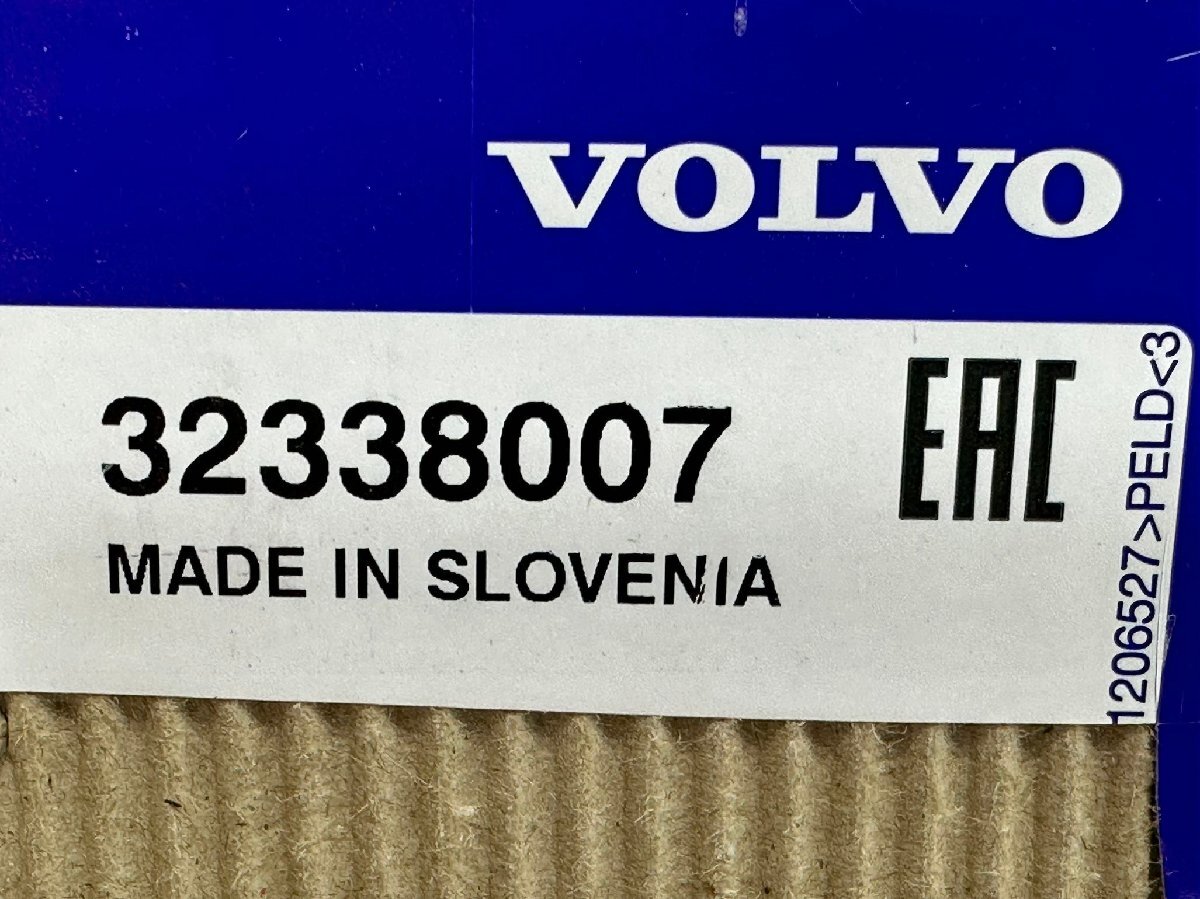 VOLVO
32338007
EAC
MADE IN SLOVENIA
1206527>PELD<3